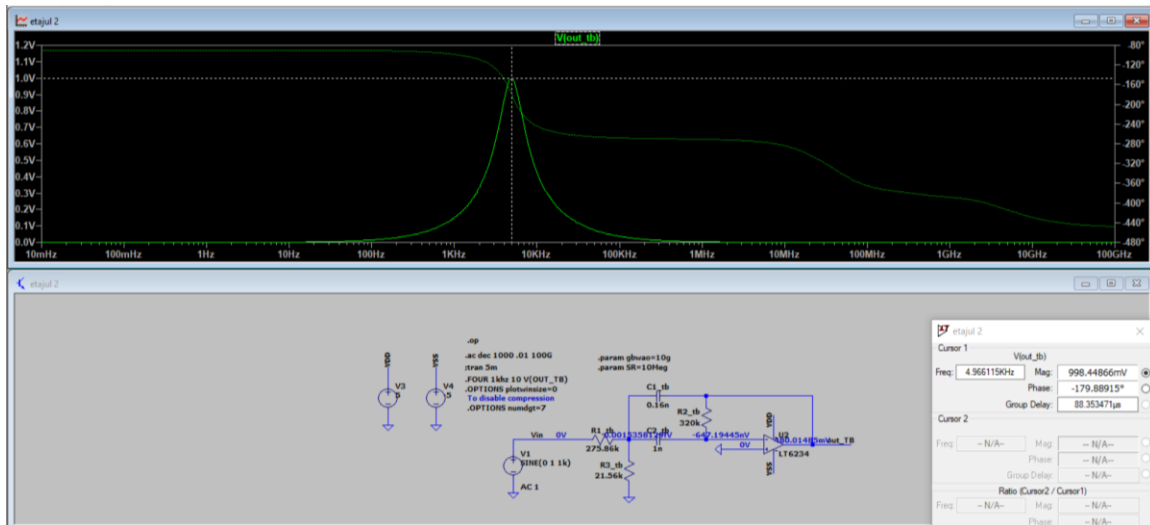 etajul 2
V(out_tb)
1.2V
1.1V
1.0V
0.9V
0.8V
0.7V
0.6V
0.5V
0.4V
0.3V
0.2V
0.1V
0.0V
-80°
-120°
-160°
-200°
-240°
-280°
-320°
-360°
-400°
-440°
-480°
10mHz 100mHz 1Hz 10Hz 100Hz 1KHz 10KHz 100KHz 1MHz 10MHz 100MHz 1GHz 10GHz 100GHz
etajul 2
VDD
V3
5
VSS
V4
5
.op
.ac dec 1000 .01 100G
;tran 5m
.FOUR 1khz 10 V(OUT_TB)
.OPTIONS plotwinsize=0
To disable compression
.OPTIONS numdgt=7
.param gbwao=10g
.param SR=10Meg
C1_tb
0.16n
R2_tb
320k
VDD
U2
LT6234
VSS
Vin 0V
R1_tb
275.86k
C2_tb
1n
-647.19445nV
0V
out_TB
R3_tb
21.56k
V1
SINE(0 1 1k)
AC 1
etajul 2
Cursor 1
V(out_tb)
Freq: 4.966115KHz Mag: 998.44866mV
Phase: -179.88915°
Group Delay: 88.353471µs
Cursor 2
Freq: -- N/A-- Mag: -- N/A--
Phase: -- N/A--
Group Delay: -- N/A--
Ratio (Cursor2 / Cursor1)
Freq: -- N/A-- Mag: -- N/A--
Phase: -- N/A--